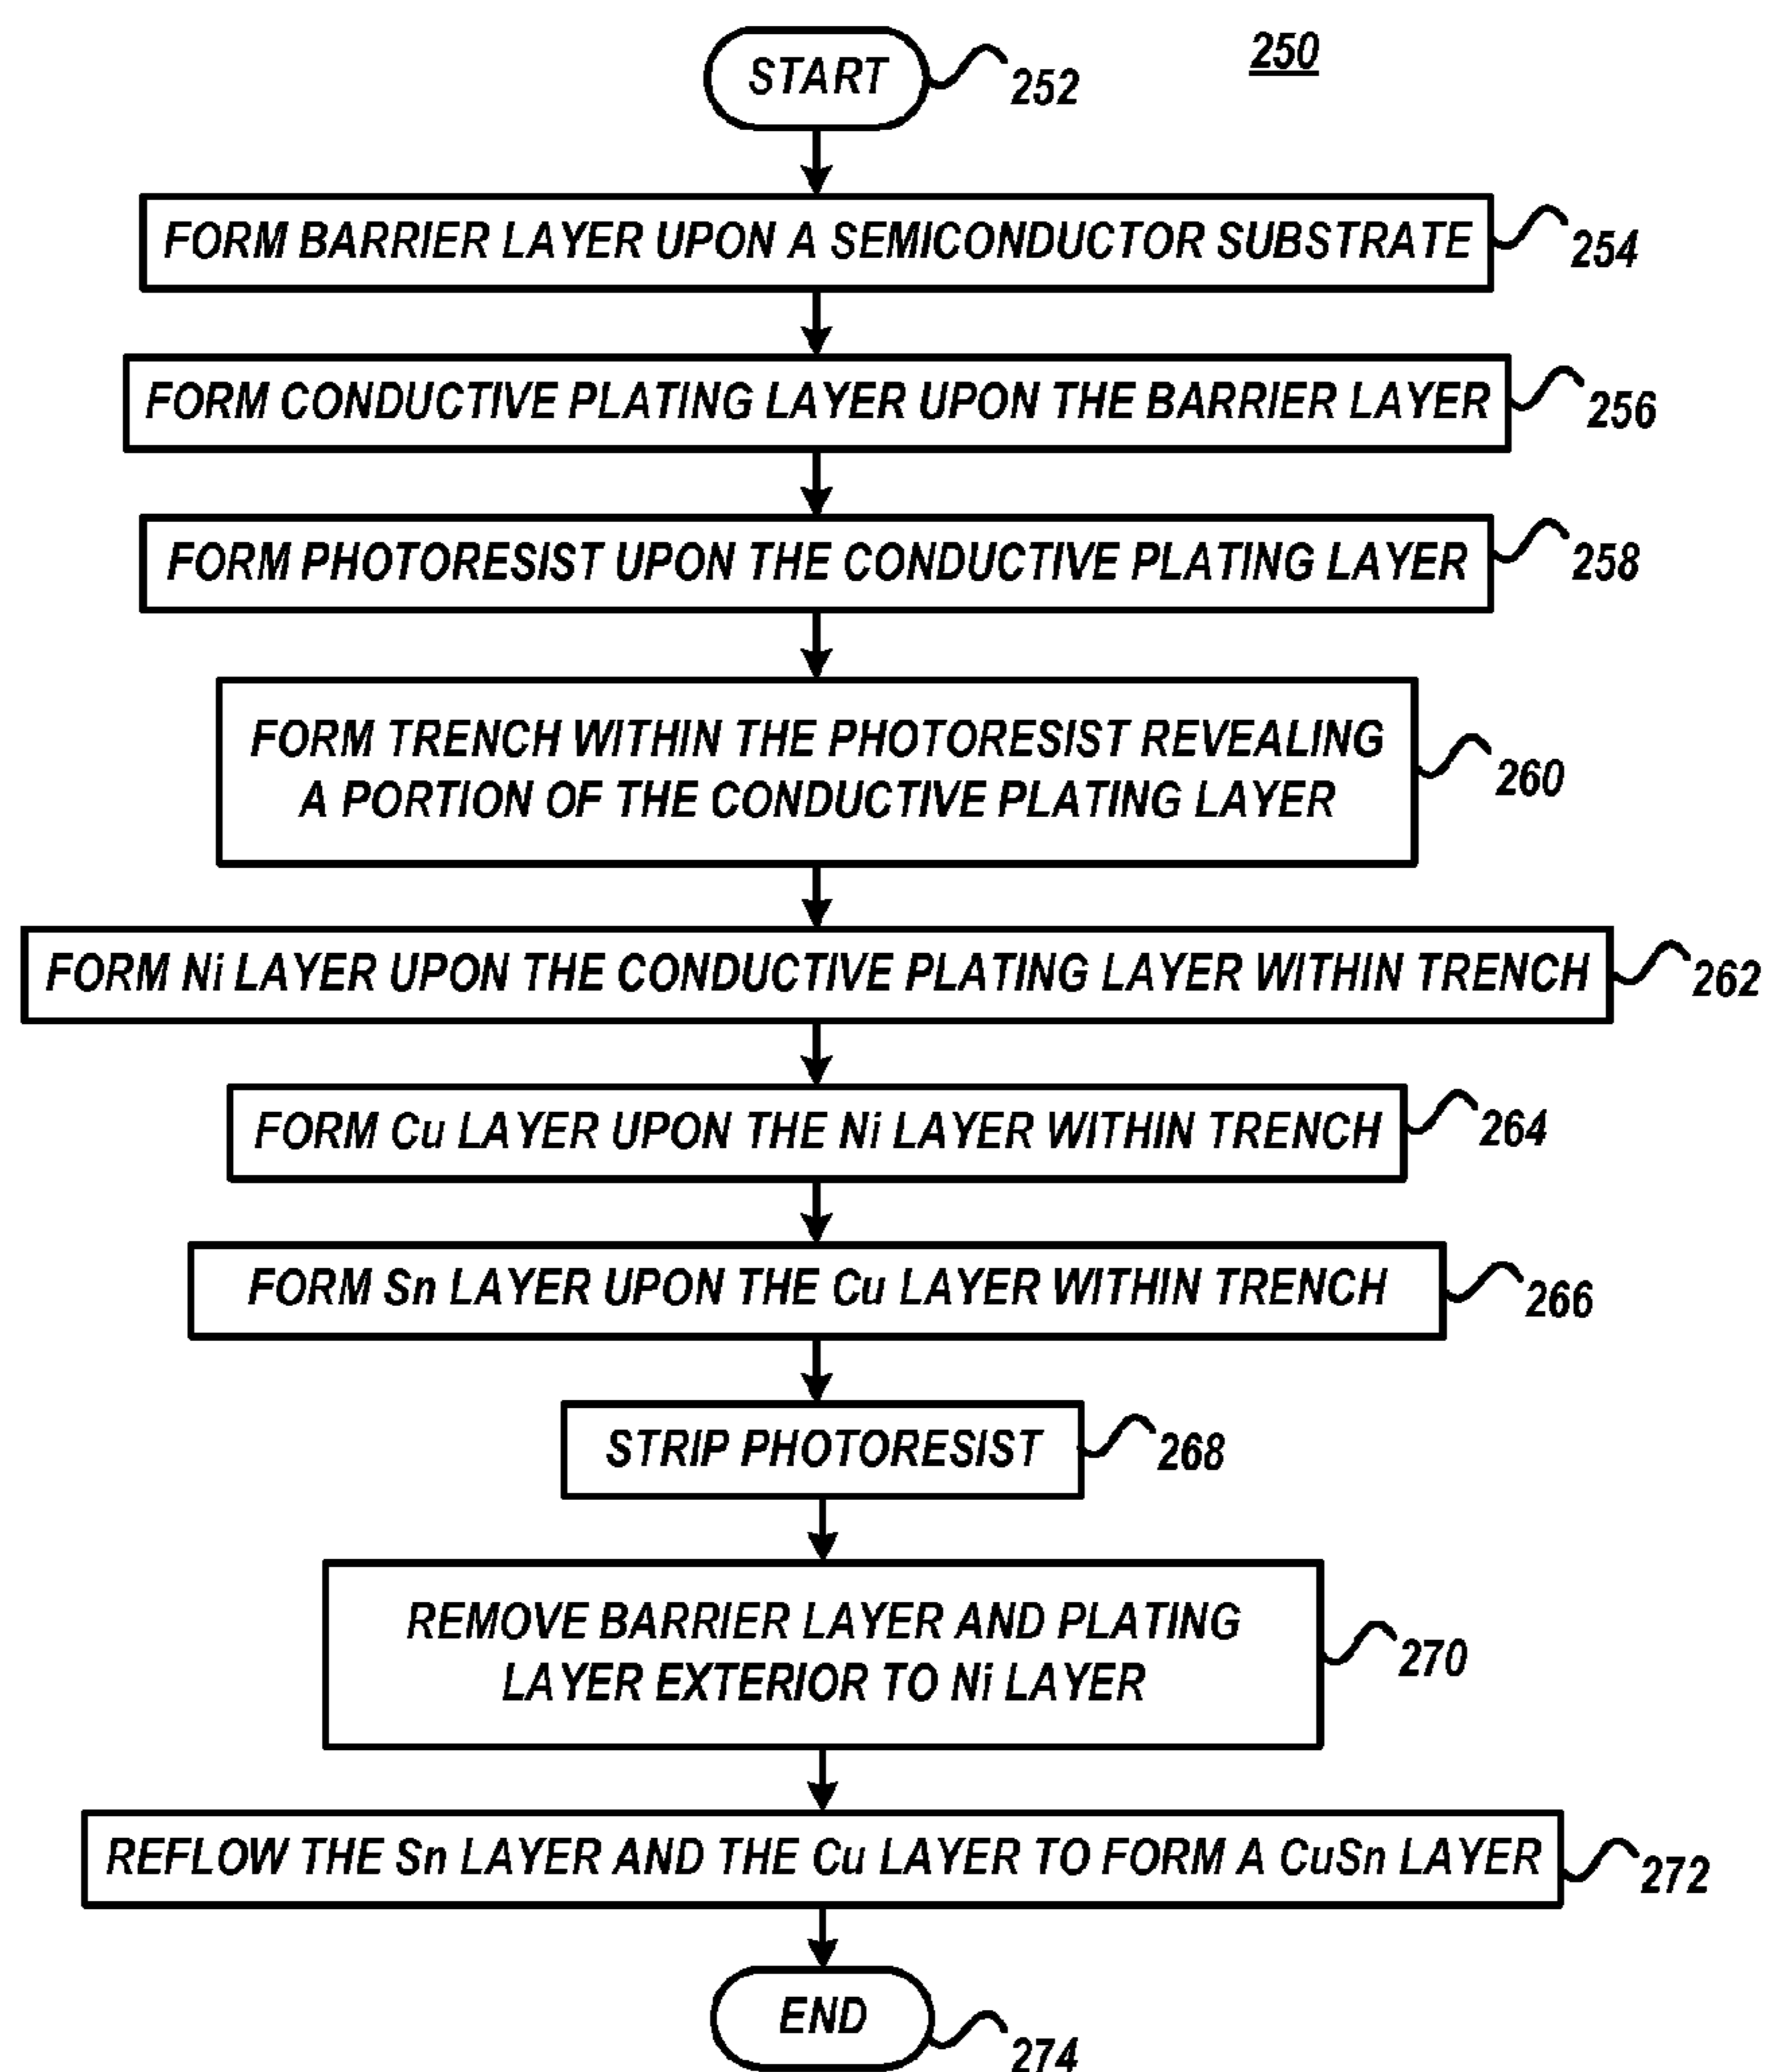 250
START
252
FORM BARRIER LAYER UPON A SEMICONDUCTOR SUBSTRATE
254
FORM CONDUCTIVE PLATING LAYER UPON THE BARRIER LAYER
256
FORM PHOTORESIST UPON THE CONDUCTIVE PLATING LAYER
258
FORM TRENCH WITHIN THE PHOTORESIST REVEALING
A PORTION OF THE CONDUCTIVE PLATING LAYER
260
FORM Ni LAYER UPON THE CONDUCTIVE PLATING LAYER WITHIN TRENCH
262
FORM Cu LAYER UPON THE Ni LAYER WITHIN TRENCH
264
FORM Sn LAYER UPON THE Cu LAYER WITHIN TRENCH
266
STRIP PHOTORESIST
268
REMOVE BARRIER LAYER AND PLATING
LAYER EXTERIOR TO Ni LAYER
270
REFLOW THE Sn LAYER AND THE Cu LAYER TO FORM A CuSn LAYER
272
END
274